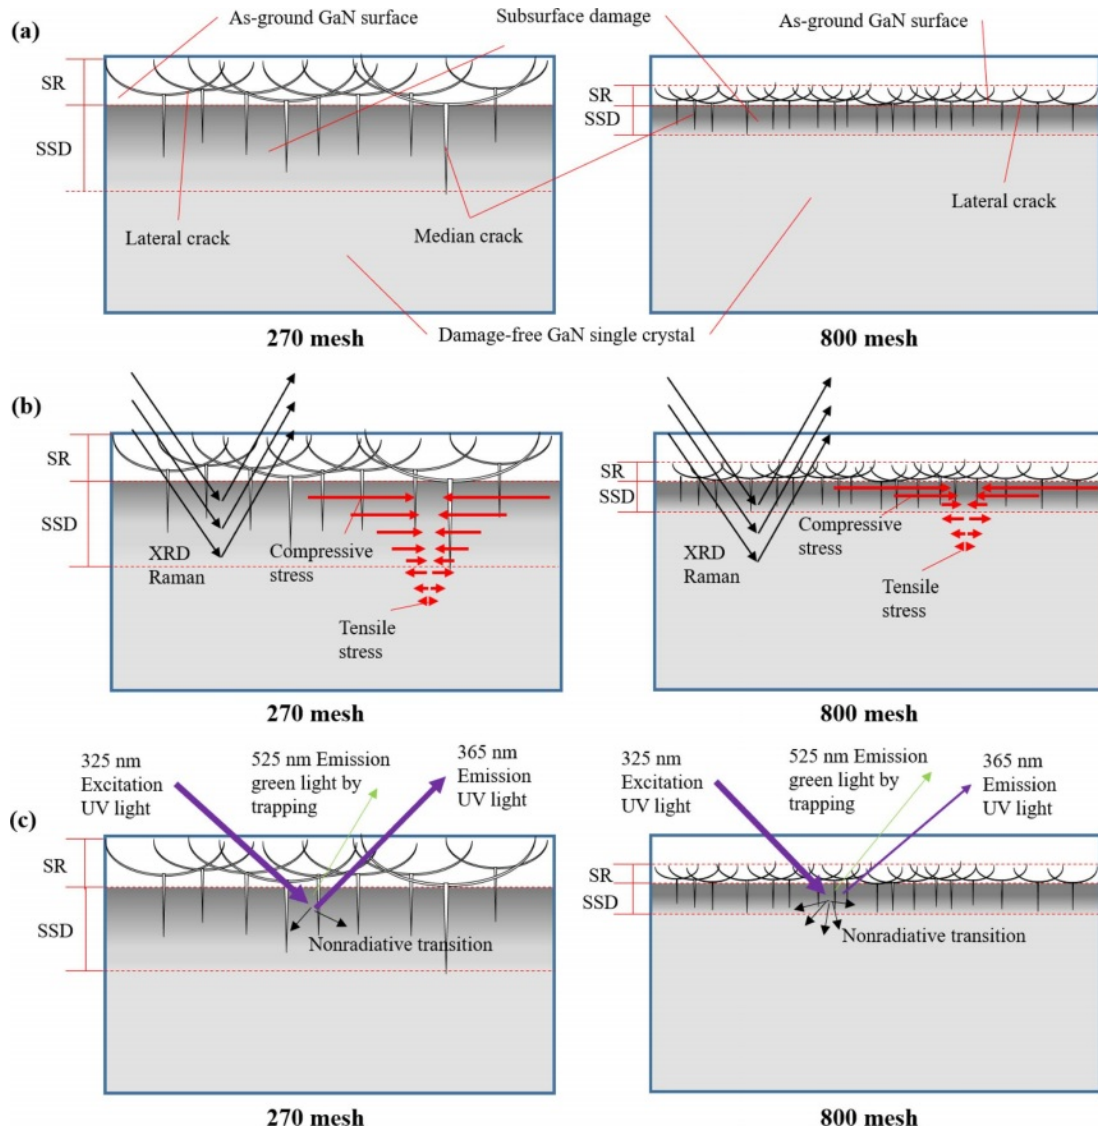 (a)
As-ground GaN surface
Subsurface damage
As-ground GaN surface
SR
SSD
SR
SSD
Lateral crack
Median crack
Lateral crack
270 mesh
Damage-free GaN single crystal
800 mesh
(b)
SR
SSD
XRD
Raman
Compressive
stress
Tensile
stress
SR
SSD
XRD
Raman
Compressive
stress
Tensile
stress
270 mesh
800 mesh
325 nm
Excitation
UV light
525 nm Emission
green light by
trapping
365 nm
Emission
UV light
325 nm
Excitation
UV light
525 nm Emission
green light by
trapping
365 nm
Emission
UV light
(c)
SR
SSD
Nonradiative transition
SR
SSD
Nonradiative transition
270 mesh
800 mesh